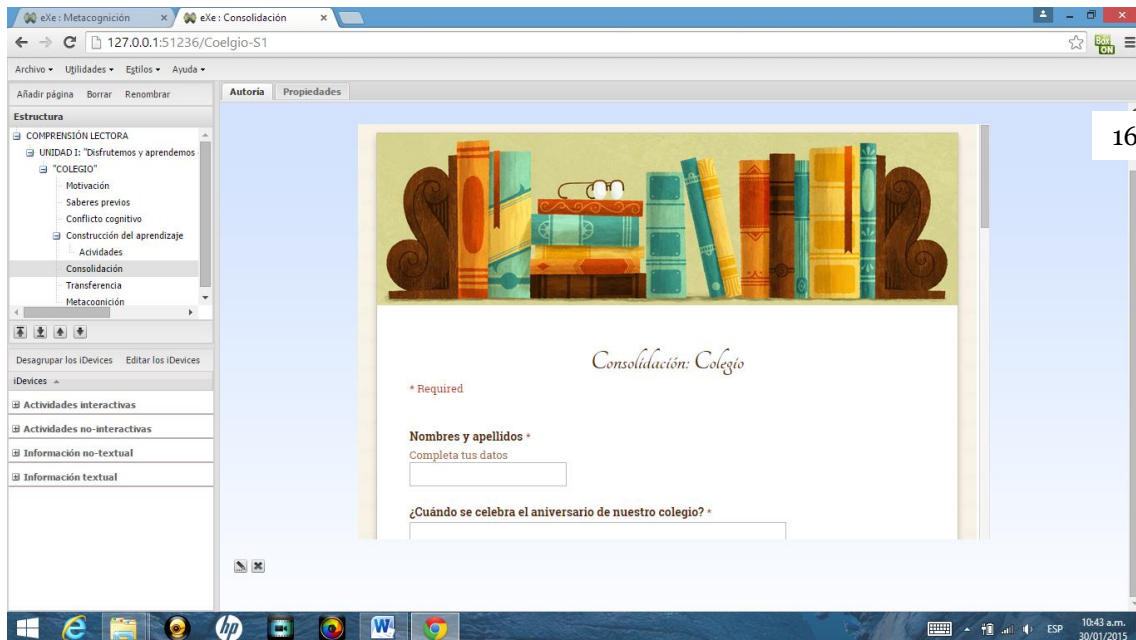 eXe : Metacognición
eXe : Consolidación
127.0.0.1:51236/Coelgio-S1
Box ON
Archivo Utilidades Estilos Ayuda
Añadir página Borrar Renombrar
Autoría Propiedades
Estructura
COMPRENSIÓN LECTORA
UNIDAD I: "Disfrutemos y aprendemos
"COLEGIO"
Motivación
Saberes previos
Conflicto cognitivo
Construcción del aprendizaje
Acividades
Consolidación
Transferencia
Metacognición
16
Desagrupar los iDevices Editar los iDevices
iDevices
Actividades interactivas
Actividades no-interactivas
Información no-textual
Información textual
Consolidación: Colegio
* Required
Nombres y apellidos *
Completa tus datos
¿Cuándo se celebra el aniversario de nuestro colegio? *
hp
W
ESP
10:43 a.m.
30/01/2015